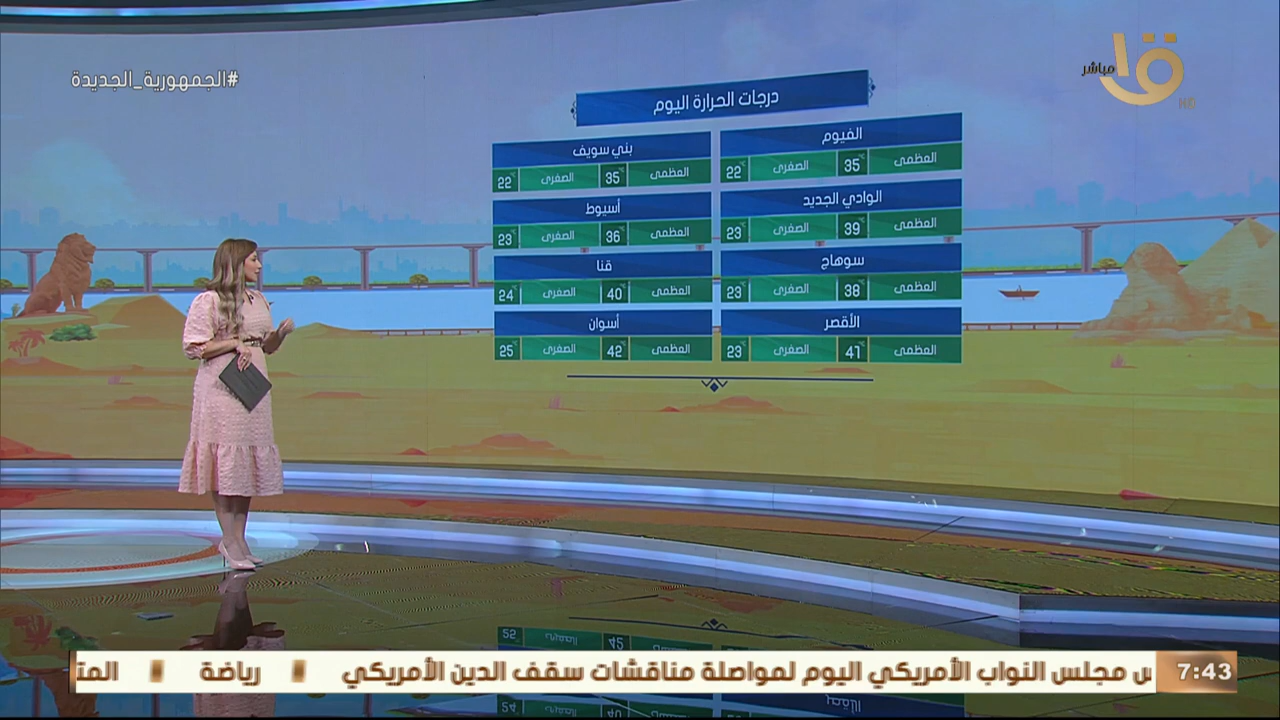 #الجمهورية_الجديدة
مباشر
HD
درجات الحرارة اليوم
الفيوم
العظمى 35°C الصغرى 22°C
بني سويف
العظمى 35°C الصغرى 22°C
الوادي الجديد
العظمى 39°C الصغرى 23°C
أسيوط
العظمى 36°C الصغرى 23°C
سوهاج
العظمى 38°C الصغرى 23°C
قنا
العظمى 40°C الصغرى 24°C
الأقصر
العظمى 41°C الصغرى 23°C
أسوان
العظمى 42°C الصغرى 25°C
7:43 مجلس النواب الأمريكي اليوم لمواصلة مناقشات سقف الدين الأمريكي رياضة